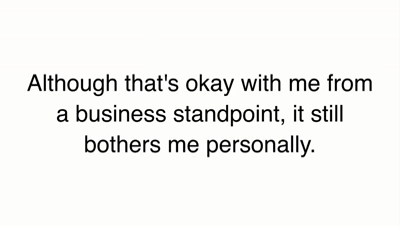 Although that's okay with me from
a business standpoint, it still
bothers me personally.